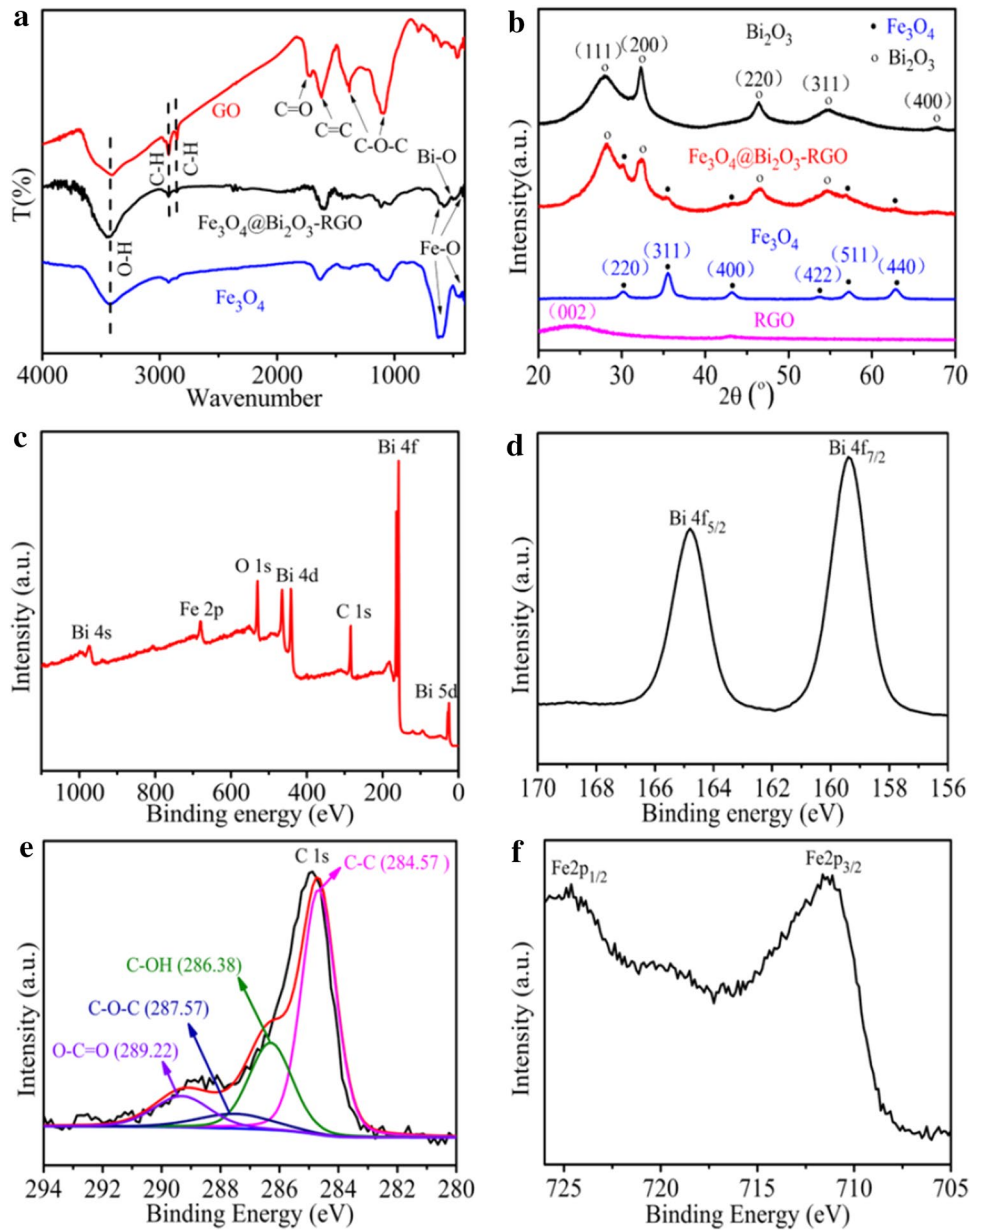 a
GO
C=O
C=C
C-O-C
C-H
C-H
Bi-O
Fe₃O₄@Bi₂O₃-RGO
O-H
Fe-O
Fe₃O₄
T(%)
4000 3000 2000 1000
Wavenumber
b
Bi₂O₃
• Fe₃O₄
○ Bi₂O₃
(111) (200)
(220) (311)
(400)
Fe₃O₄@Bi₂O₃-RGO
Fe₃O₄
(220) (311) (400) (422) (511) (440)
(002)
RGO
Intensity(a.u.)
20 30 40 50 60 70
2θ (°)
c
Bi 4f
O 1s
Bi 4d
Fe 2p
C 1s
Bi 4s
Bi 5d
Intensity (a.u.)
1000 800 600 400 200 0
Binding energy (eV)
d
Bi 4f₇/₂
Bi 4f₅/₂
Intensity (a.u.)
170 168 166 164 162 160 158 156
Binding energy (eV)
e
C 1s
C-C (284.57 )
C-OH (286.38)
C-O-C (287.57)
O-C=O (289.22)
Intensity (a.u.)
294 292 290 288 286 284 282 280
Binding Energy (eV)
f
Fe2p₁/₂
Fe2p₃/₂
Intensity (a.u.)
725 720 715 710 705
Binding Energy (eV)